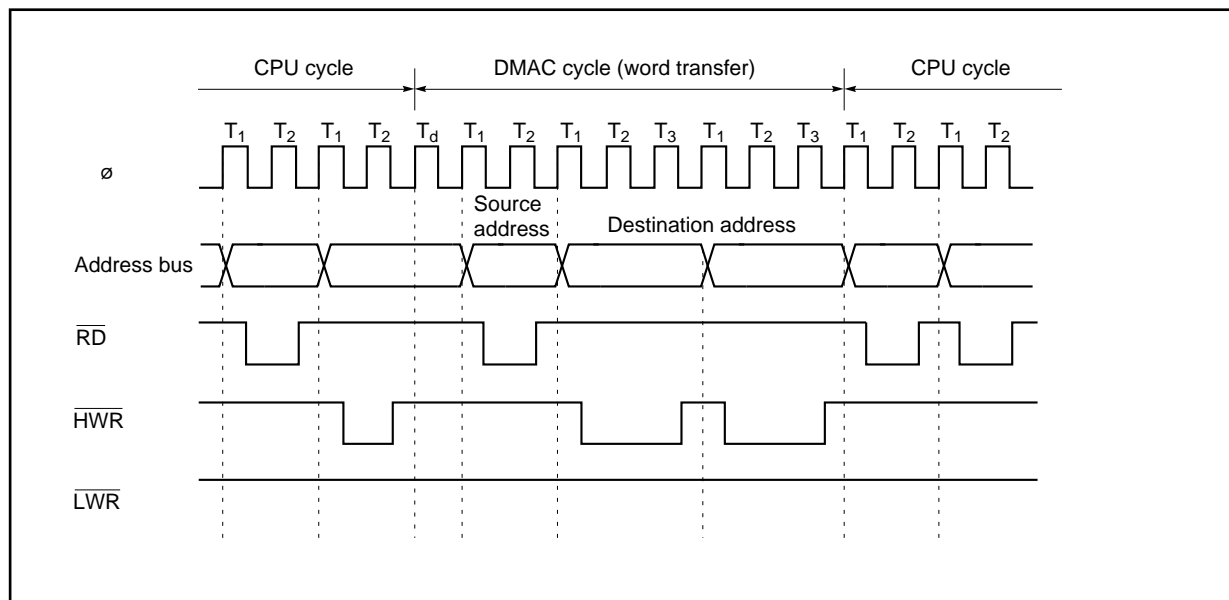 CPU cycle DMAC cycle (word transfer) CPU cycle
T1 T2 T1 T2 Td T1 T2 T1 T2 T3 T1 T2 T3 T1 T2 T1 T2
ø
Source
address
Destination address
Address bus
RD
HWR
LWR